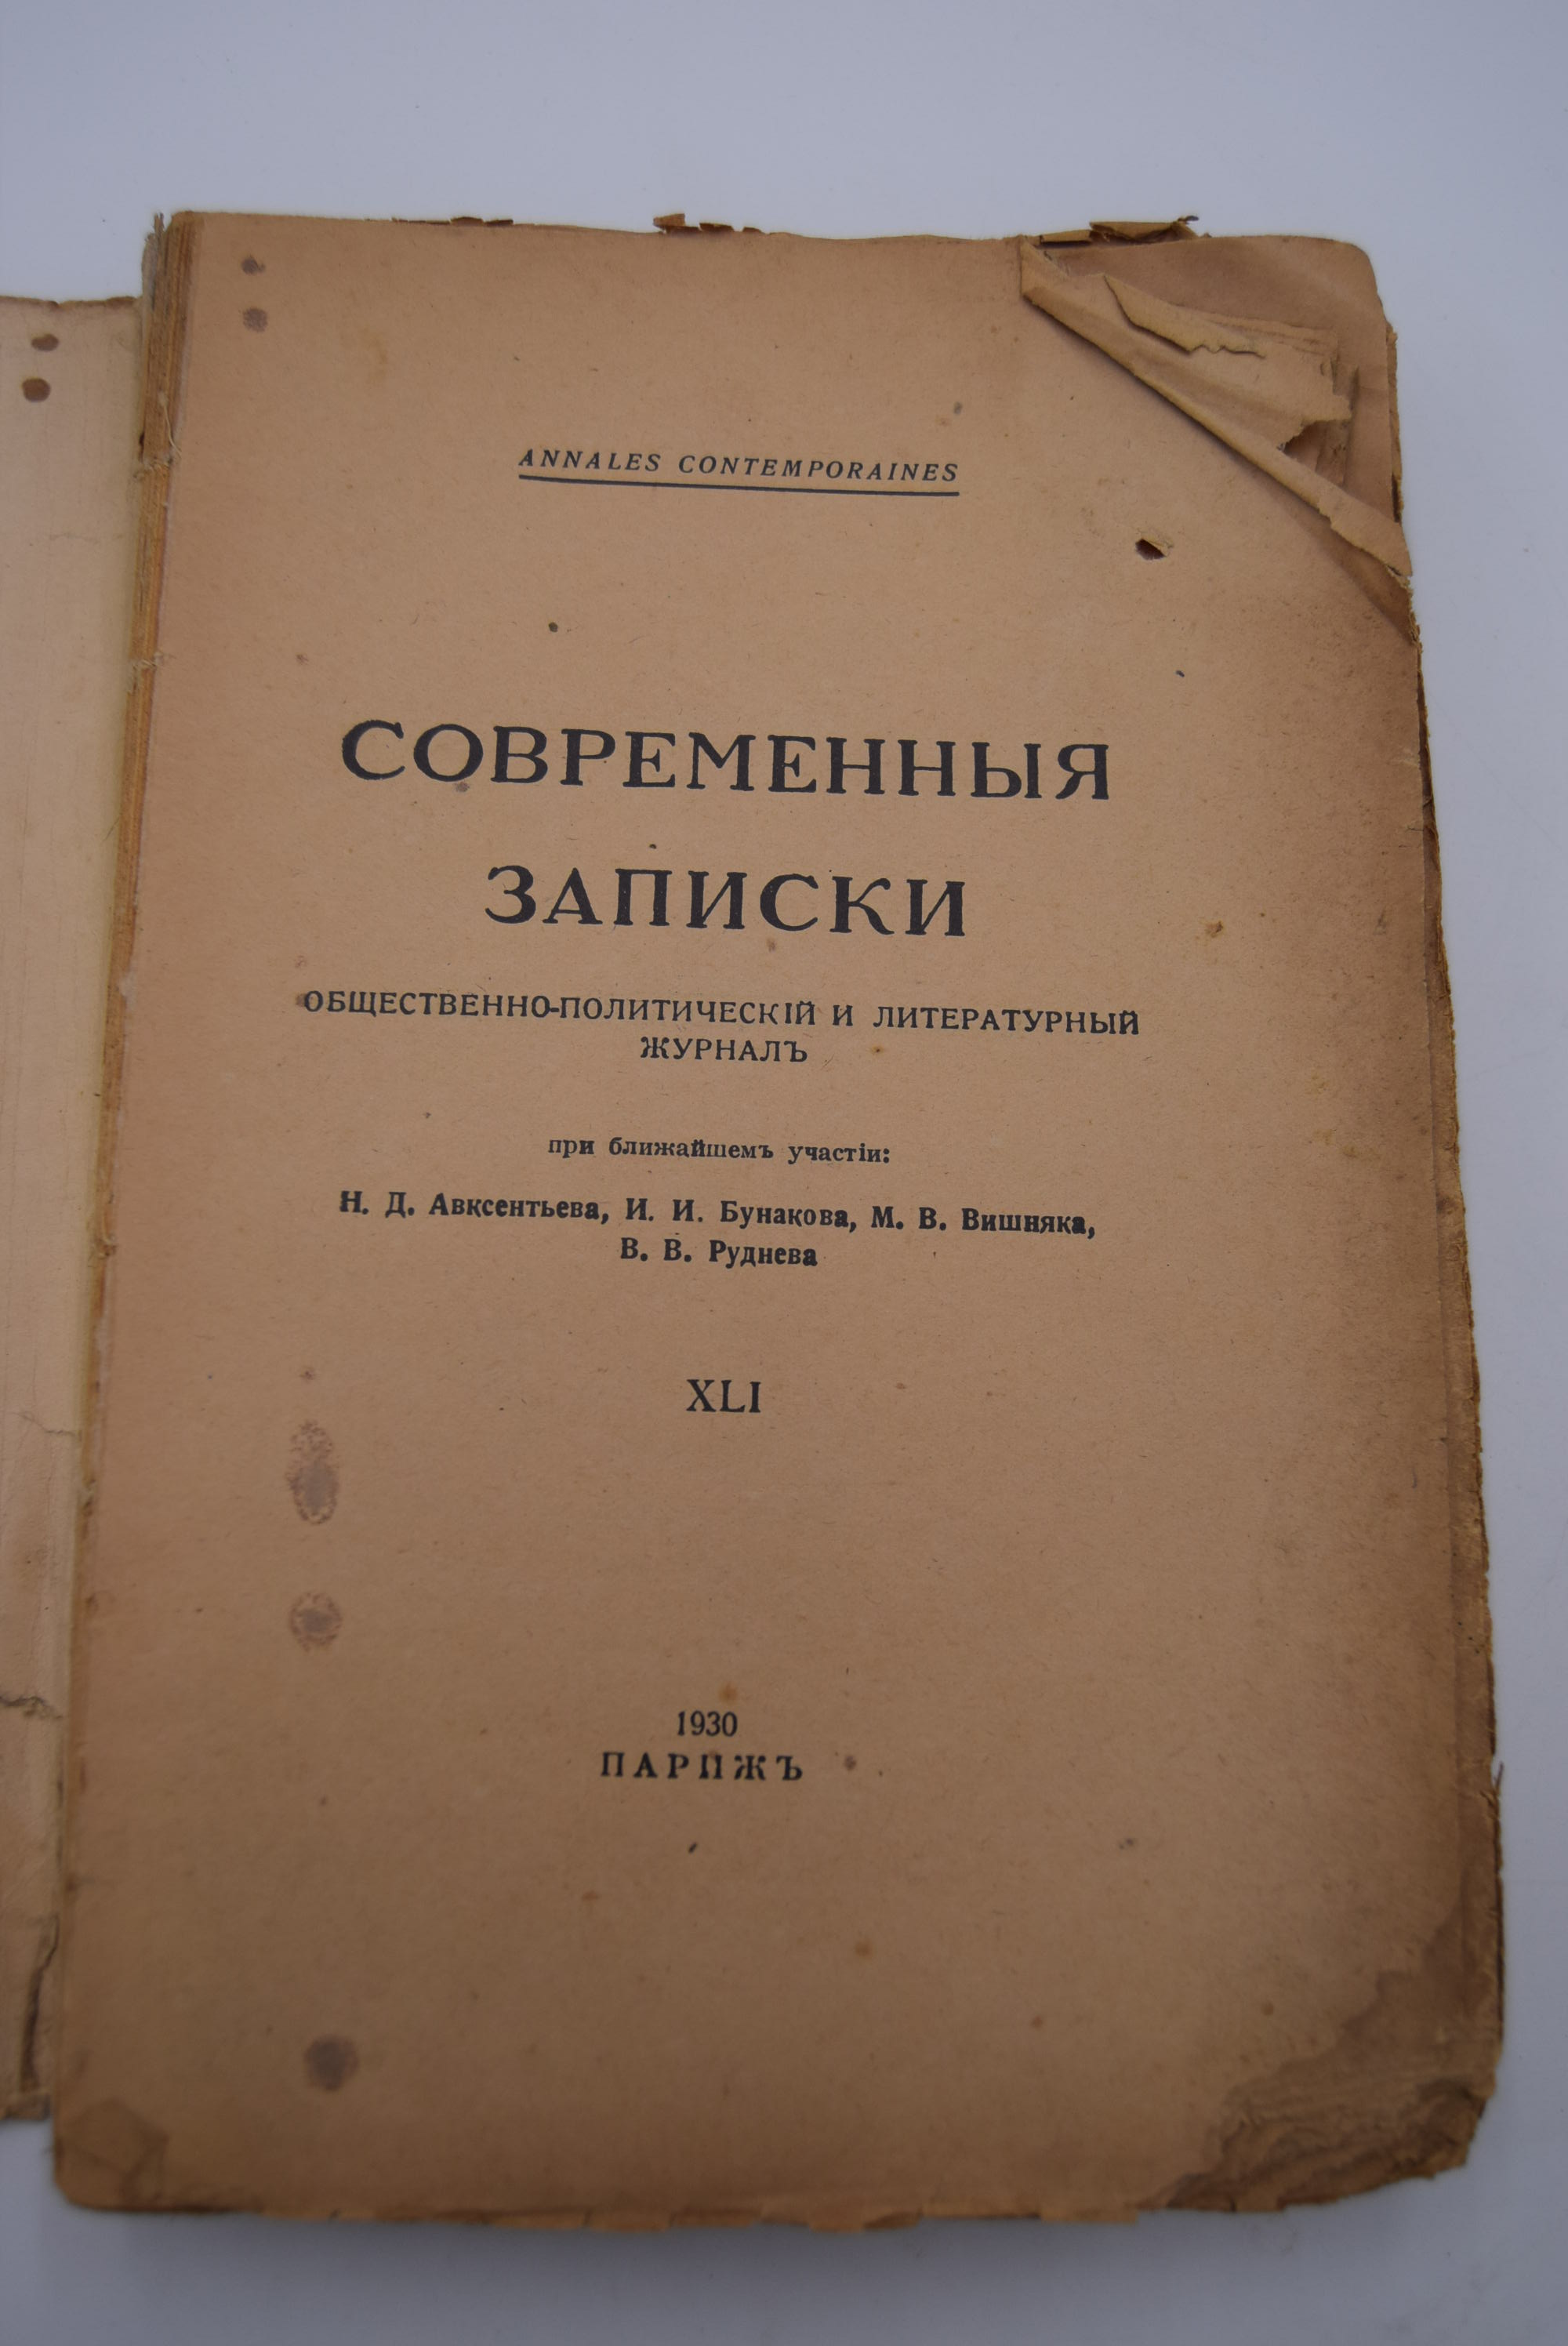 ANNALES CONTEMPORAINES
СОВРЕМЕННЫЯ
ЗАПИСКИ
ОБЩЕСТВЕННО-ПОЛИТИЧЕСКІЙ И ЛИТЕРАТУРНЫЙ
ЖУРНАЛЪ
при ближайшемъ участіи:
Н. Д. Авксентьева, И. И. Бунакова, М. В. Вишняка,
В. В. Руднева
XLI
1930
ПАРИЖЪ